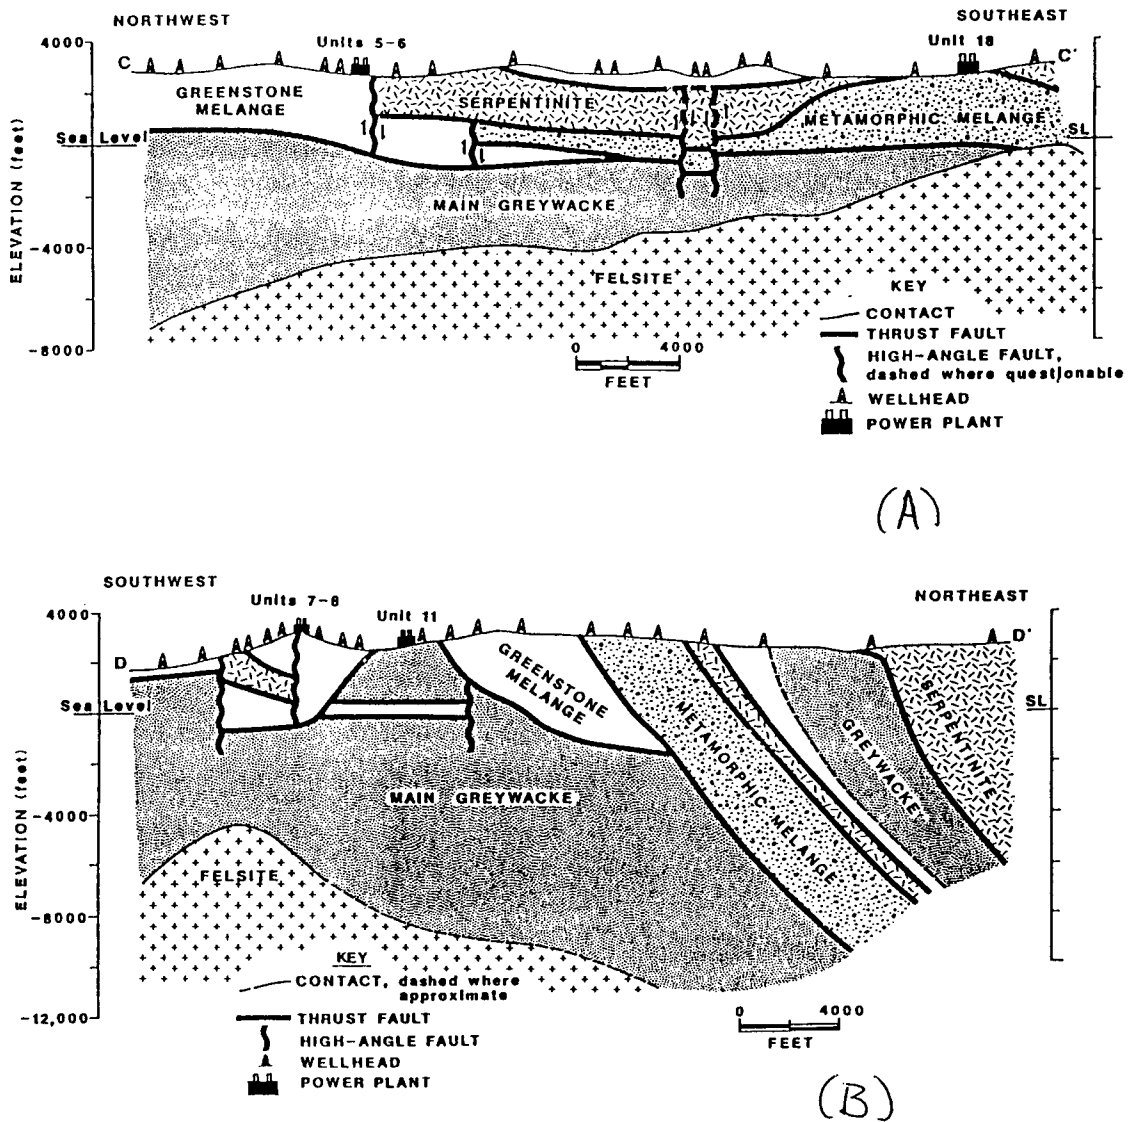 NORTHWEST
SOUTHEAST
Units 5-6
Unit 18
4000
C
C'
GREENSTONE
MELANGE
SERPENTINITE
METAMORPHIC MELANGE
Sea Level
SL
ELEVATION (feet)
MAIN GREYWACKE
-4000
FELSITE
KEY
CONTACT
THRUST FAULT
HIGH-ANGLE FAULT,
dashed where questionable
WELLHEAD
POWER PLANT
-8000
0 4000
FEET
(A)
SOUTHWEST
NORTHEAST
Units 7-8
Unit 11
4000
D
D'
GREENSTONE
MELANGE
METAMORPHIC MELANGE
GREYWACKE?
SERPENTINITE
Sea Level
SL
ELEVATION (feet)
MAIN GREYWACKE
-4000
FELSITE
-8000
KEY
CONTACT, dashed where
approximate
THRUST FAULT
HIGH-ANGLE FAULT
WELLHEAD
POWER PLANT
-12,000
0 4000
FEET
(B)